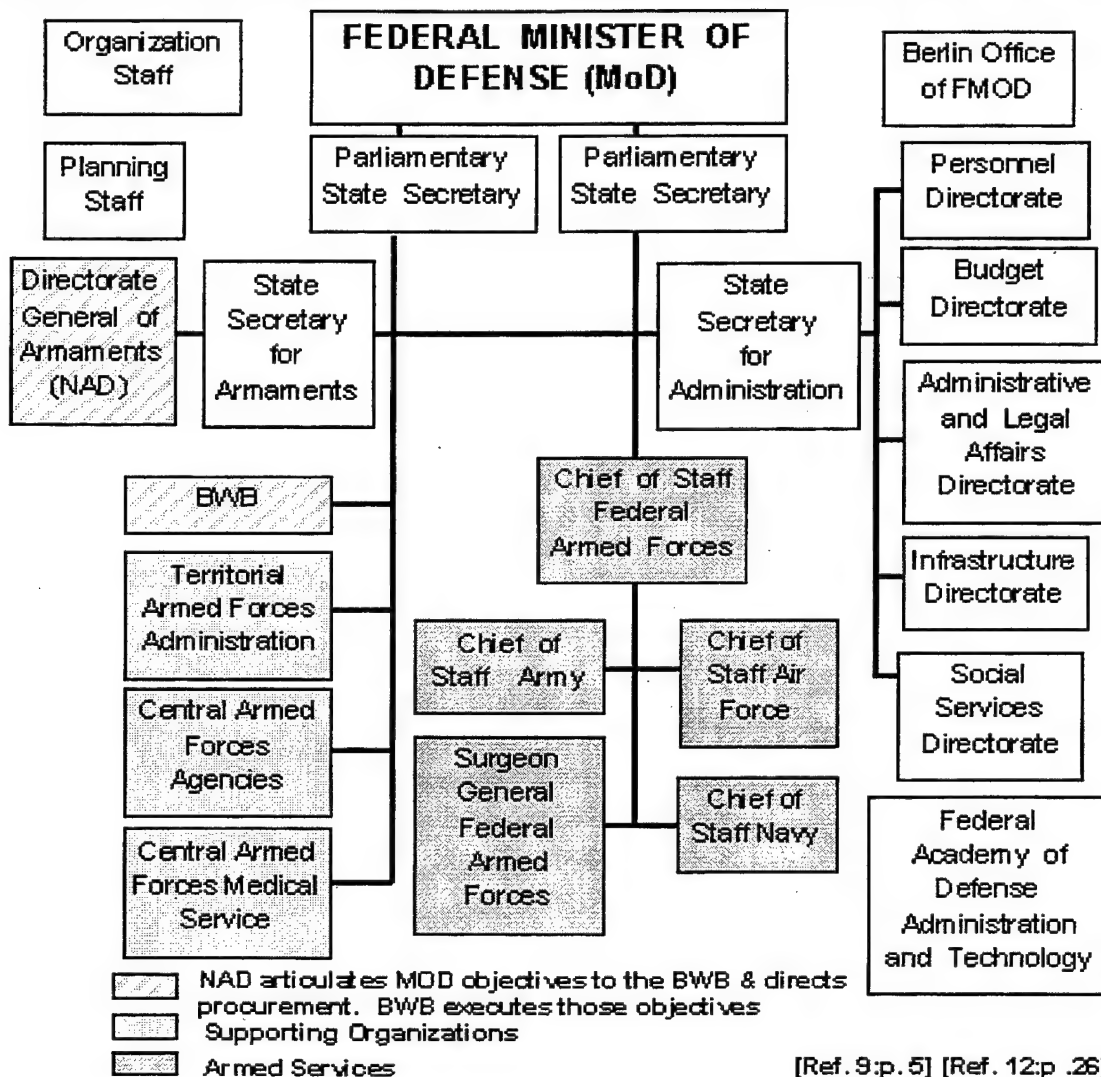 Organization
Staff
FEDERAL MINISTER OF
DEFENSE (MoD)
Berlin Office
of FMOD
Planning
Staff
Parliamentary
State Secretary
Parliamentary
State Secretary
Personnel
Directorate
Directorate
General of
Armaments
(NAD)
State
Secretary
for
Armaments
State
Secretary
for
Administration
Budget
Directorate
Administrative
and Legal
Affairs
Directorate
BWB
Chief of Staff
Federal
Armed Forces
Territorial
Armed Forces
Administration
Infrastructure
Directorate
Chief of
Staff Army
Chief of
Staff Air
Force
Central Armed
Forces
Agencies
Social
Services
Directorate
Surgeon
General
Federal
Armed
Forces
Chief of
Staff Navy
Central Armed
Forces Medical
Service
Federal
Academy of
Defense
Administration
and Technology
NAD articulates MOD objectives to the BWB & directs
procurement. BWB executes those objectives
Supporting Organizations
Armed Services
[Ref. 9:p. 5] [Ref. 12:p .26